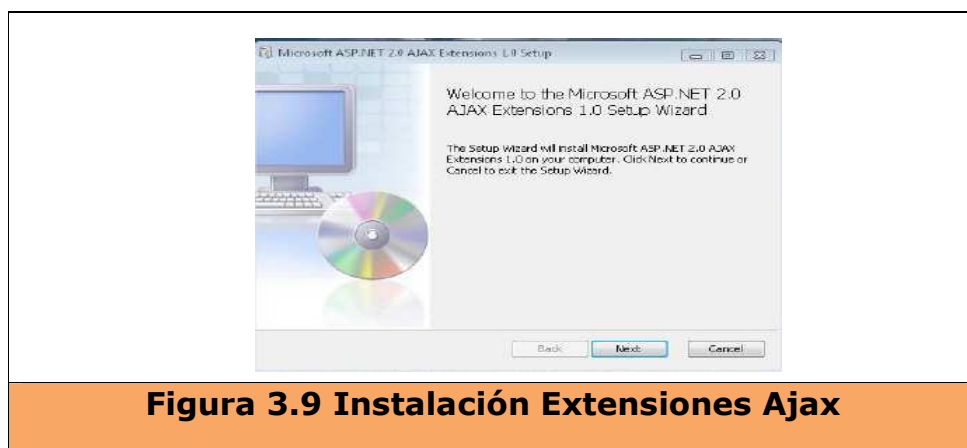 Microsoft ASP.NET 2.0 AJAX Extensions 1.0 Setup
Welcome to the Microsoft ASP.NET 2.0
AJAX Extensions 1.0 Setup Wizard
The Setup Wizard will install Microsoft ASP.NET 2.0 AJAX
Extensions 1.0 on your computer. Click Next to continue or
Cancel to exit the Setup Wizard.
Back Next Cancel
Figura 3.9 Instalación Extensiones Ajax